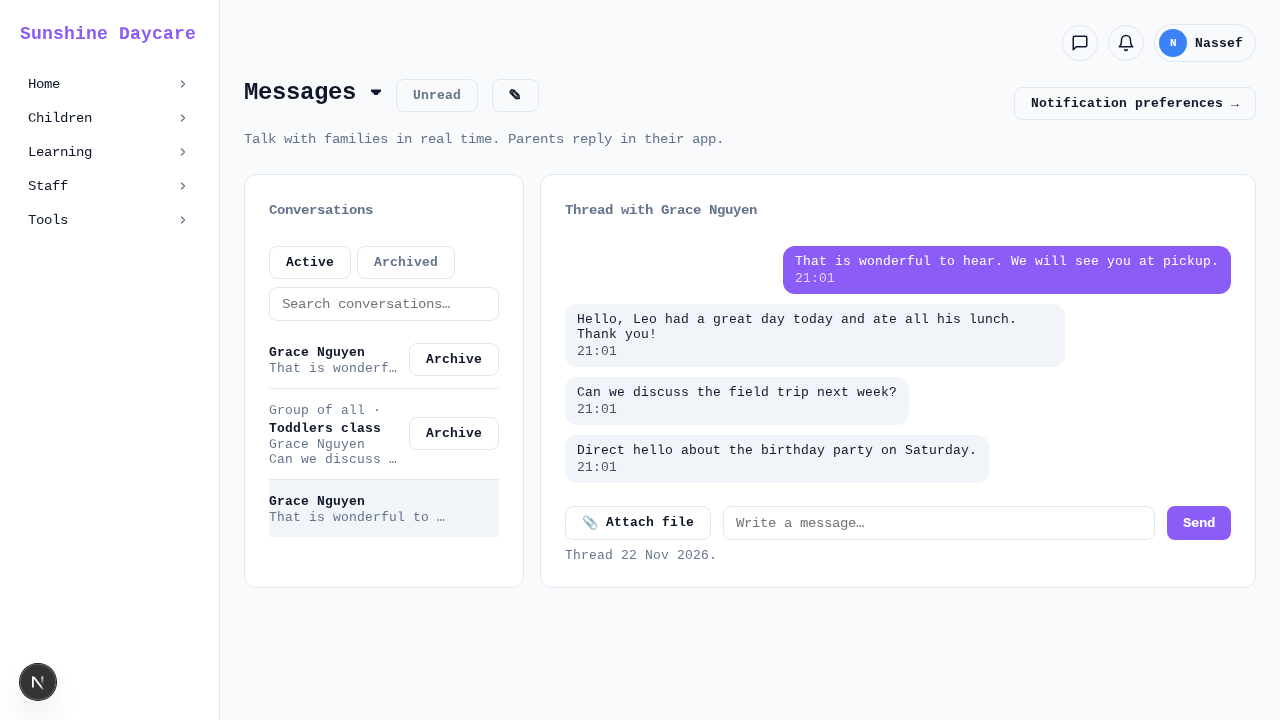 Sunshine Daycare
Home
Children
Learning
Staff
Tools
N
Nassef
Messages
Unread
Notification preferences →
Talk with families in real time. Parents reply in their app.
Conversations
Active
Archived
Search conversations…
Grace Nguyen
That is wonderf…
Archive
Group of all ·
Toddlers class
Grace Nguyen
Can we discuss …
Archive
Grace Nguyen
That is wonderful to …
Thread with Grace Nguyen
That is wonderful to hear. We will see you at pickup.
21:01
Hello, Leo had a great day today and ate all his lunch.
Thank you!
21:01
Can we discuss the field trip next week?
21:01
Direct hello about the birthday party on Saturday.
21:01
📎 Attach file
Write a message…
Send
Thread 22 Nov 2026.
N